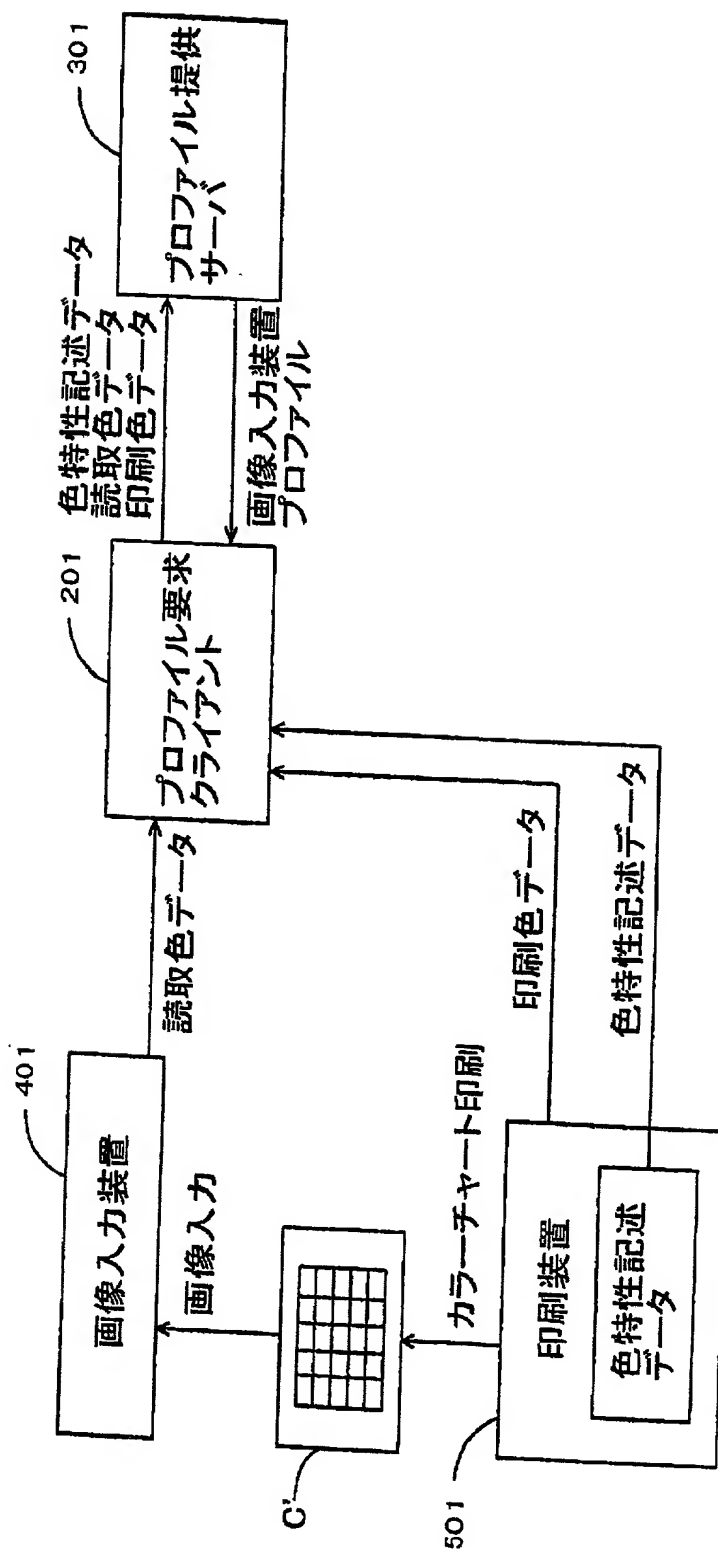 401
画像入力装置
画像入力
C'
カラーチャート印刷
501
印刷装置
色特性記述
データ
読取色データ
印刷色データ
色特性記述データ
201
プロファイル要求
クライアント
色特性記述データ
読取色データ
印刷色データ
画像入力装置
プロファイル
301
プロファイル提供
サーバ